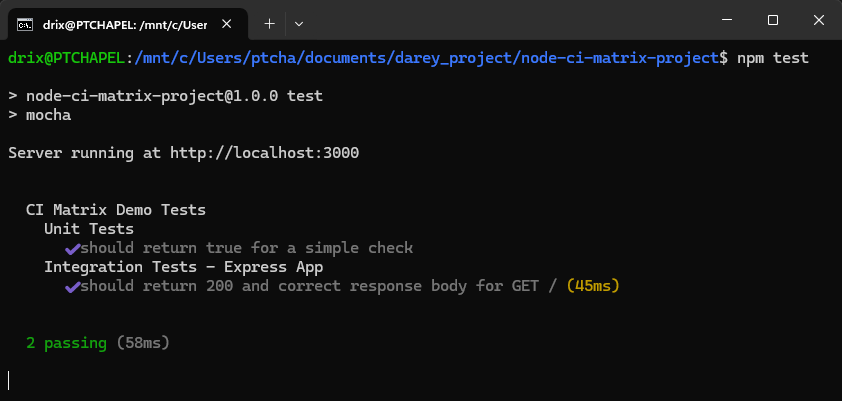 drix@PTCHAPEL: /mnt/c/User
drix@PTCHAPEL:/mnt/c/Users/ptcha/documents/darey_project/node-ci-matrix-project$ npm test
> node-ci-matrix-project@1.0.0 test
> mocha
Server running at http://localhost:3000
CI Matrix Demo Tests
Unit Tests
✔should return true for a simple check
Integration Tests - Express App
✔should return 200 and correct response body for GET / (45ms)
2 passing (58ms)